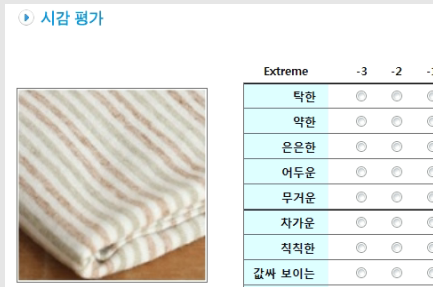 시감 평가
Extreme -3 -2
탁한
약한
은은한
어두운
무거운
차가운
칙칙한
값싸 보이는